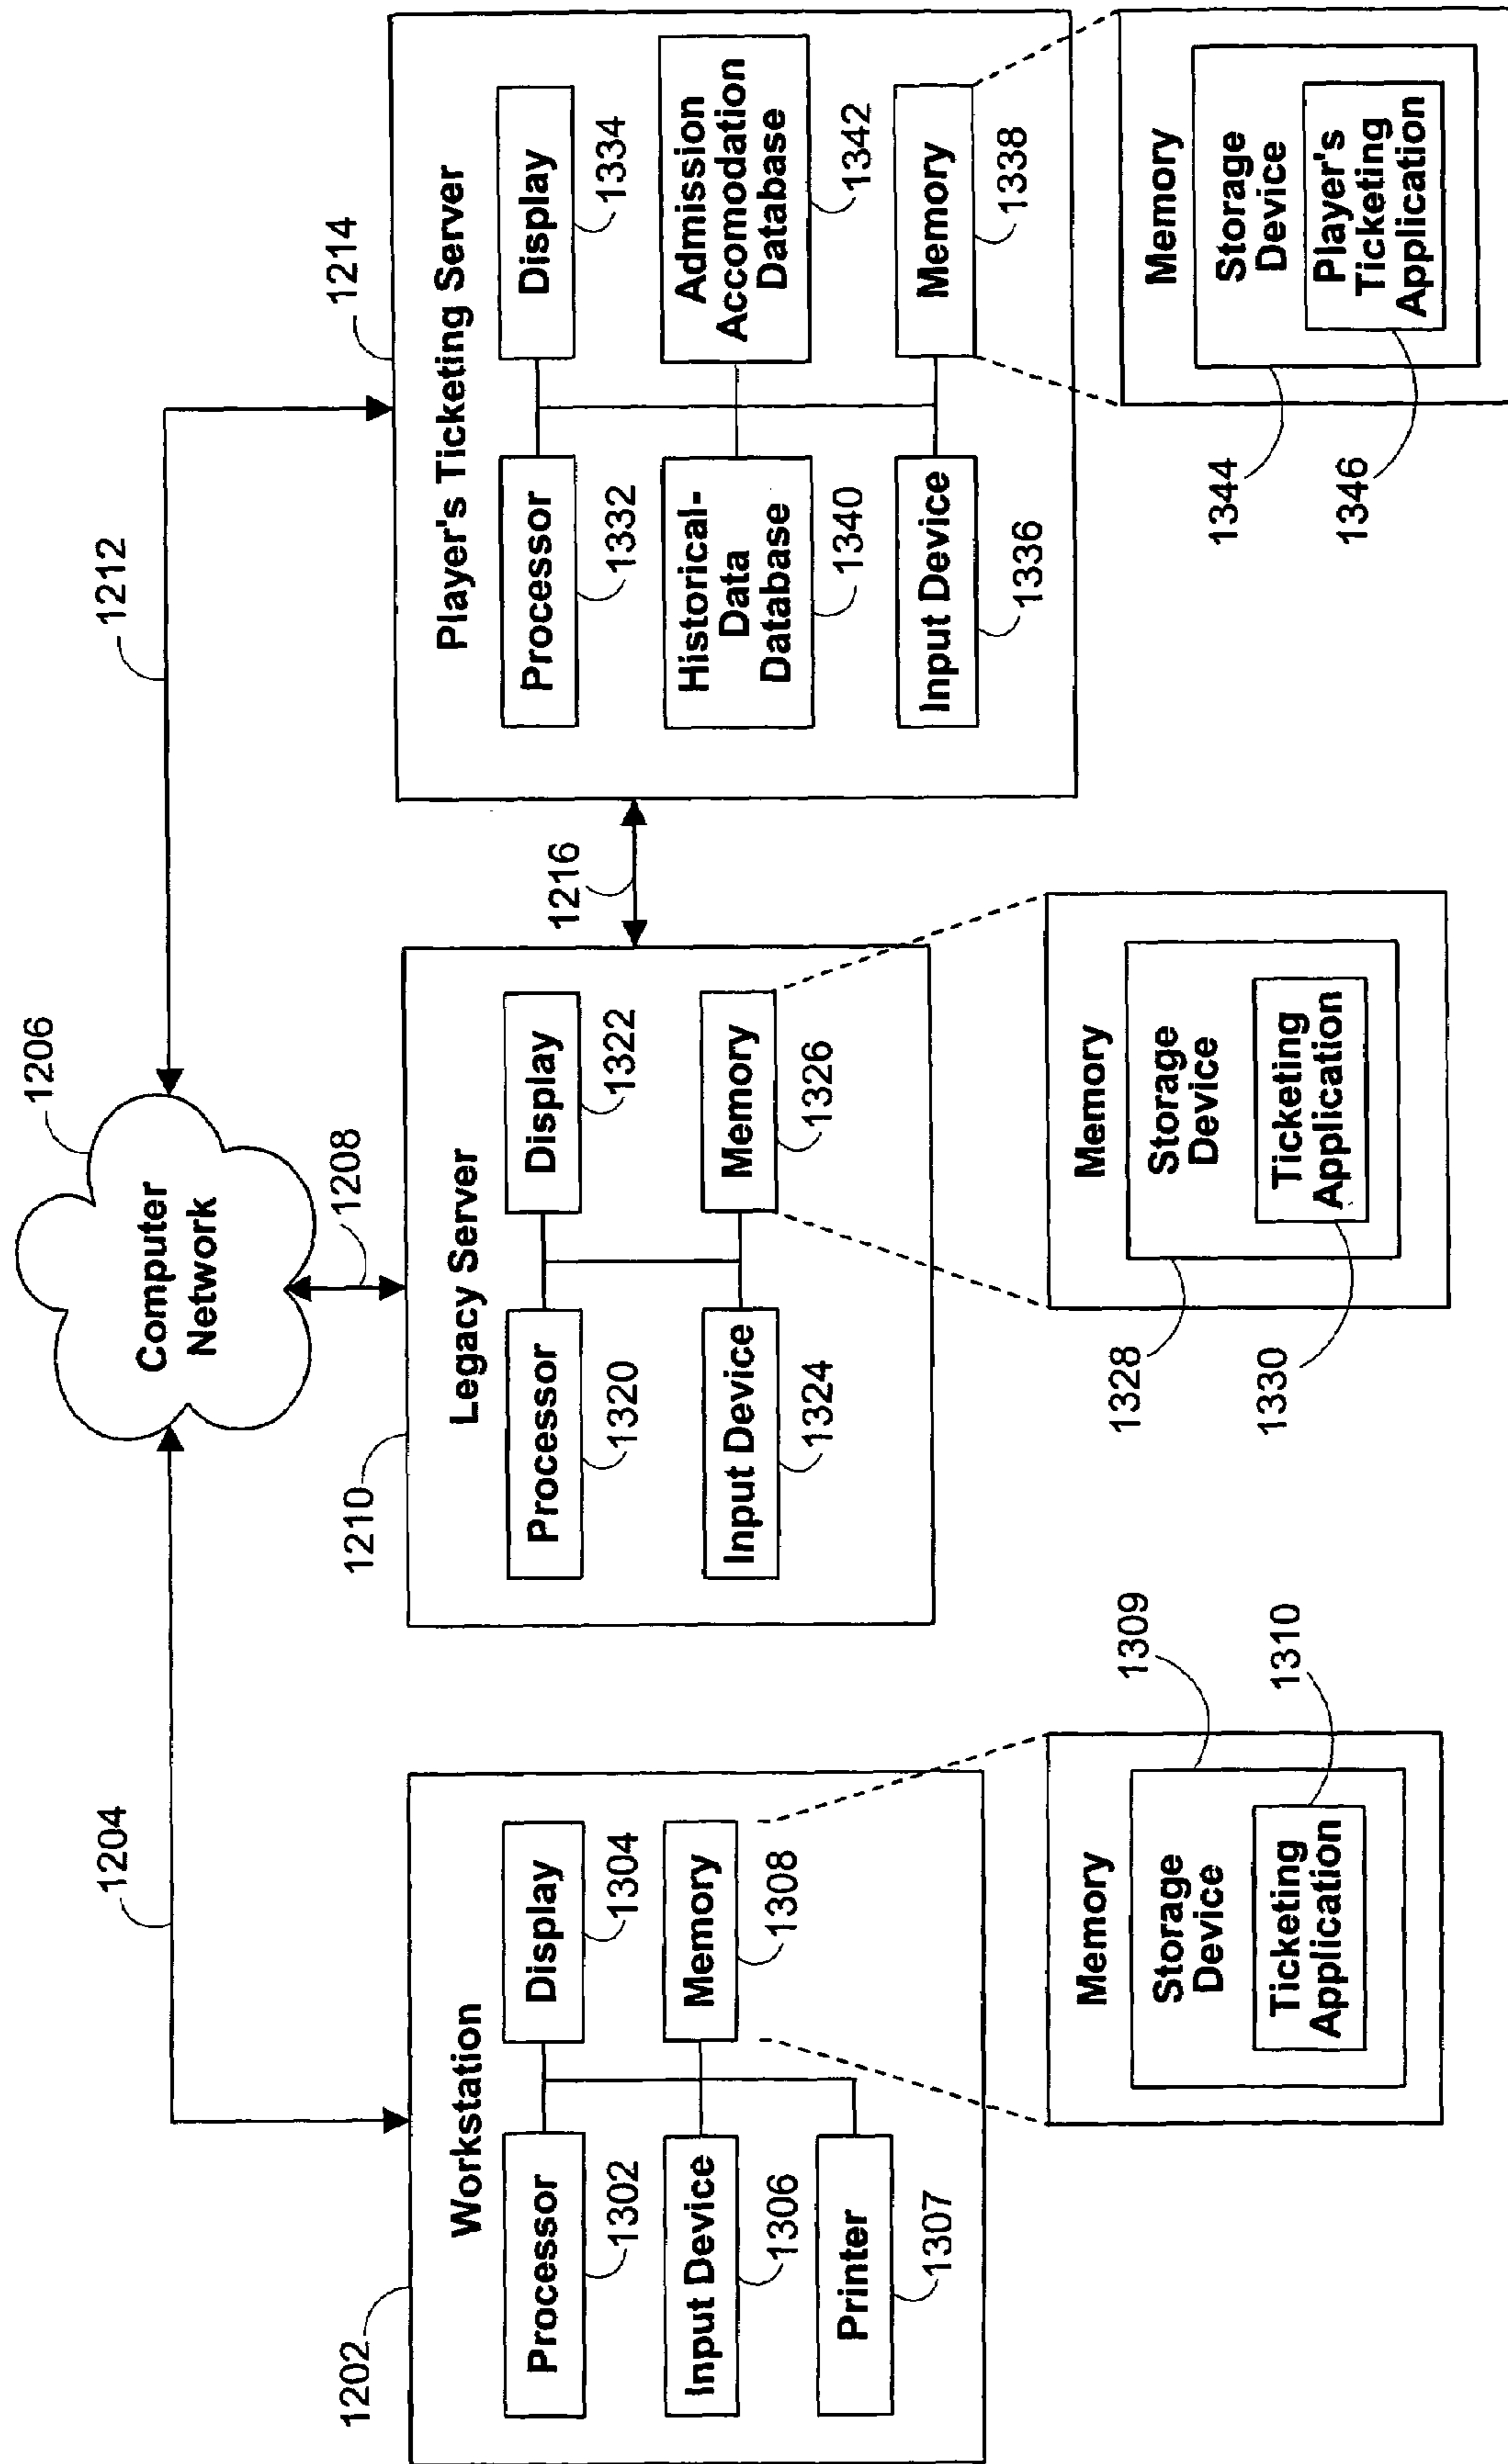 1204
1206
Computer
Network
1208
1212
1202
Workstation
Processor
1302
Display
1304
Input Device
1306
Memory
1308
Printer
1307
Memory
Storage
Device
Ticketing
Application
1309
1310
1210
Legacy Server
Processor
1320
Display
1322
Input Device
1324
Memory
1326
Memory
Storage
Device
Ticketing
Application
1328
1330
1216
1214
Player's Ticketing Server
Processor
1332
Display
1334
Historical-
Data
Database
1340
Admission
Accomodation
Database
1342
Input Device
1336
Memory
1338
Memory
Storage
Device
Player's
Ticketing
Application
1344
1346